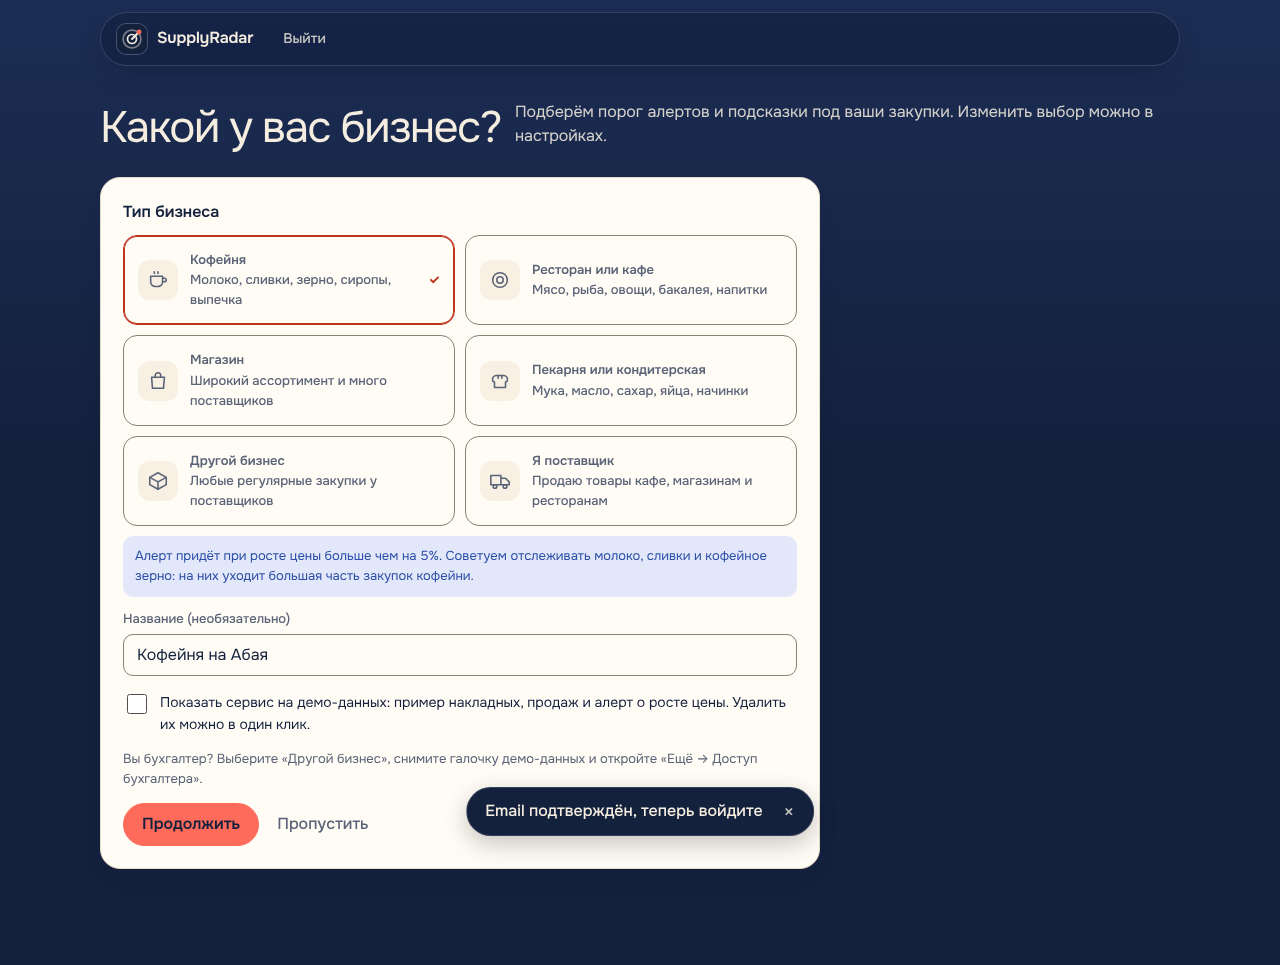 SupplyRadar
Выйти
Какой у вас бизнес?
Подберём порог алертов и подсказки под ваши закупки. Изменить выбор можно в
настройках.
Тип бизнеса
Кофейня
Молоко, сливки, зерно, сиропы,
выпечка
Ресторан или кафе
Мясо, рыба, овощи, бакалея, напитки
Магазин
Широкий ассортимент и много
поставщиков
Пекарня или кондитерская
Мука, масло, сахар, яйца, начинки
Другой бизнес
Любые регулярные закупки у
поставщиков
Я поставщик
Продаю товары кафе, магазинам и
ресторанам
Алерт придёт при росте цены больше чем на 5%. Советуем отслеживать молоко, сливки и кофейное
зерно: на них уходит большая часть закупок кофейни.
Название (необязательно)
Кофейня на Абая
Показать сервис на демо-данных: пример накладных, продаж и алерт о росте цены. Удалить
их можно в один клик.
Вы бухгалтер? Выберите «Другой бизнес», снимите галочку демо-данных и откройте «Ещё → Доступ
бухгалтера».
Продолжить
Пропустить
Email подтверждён, теперь войдите ×